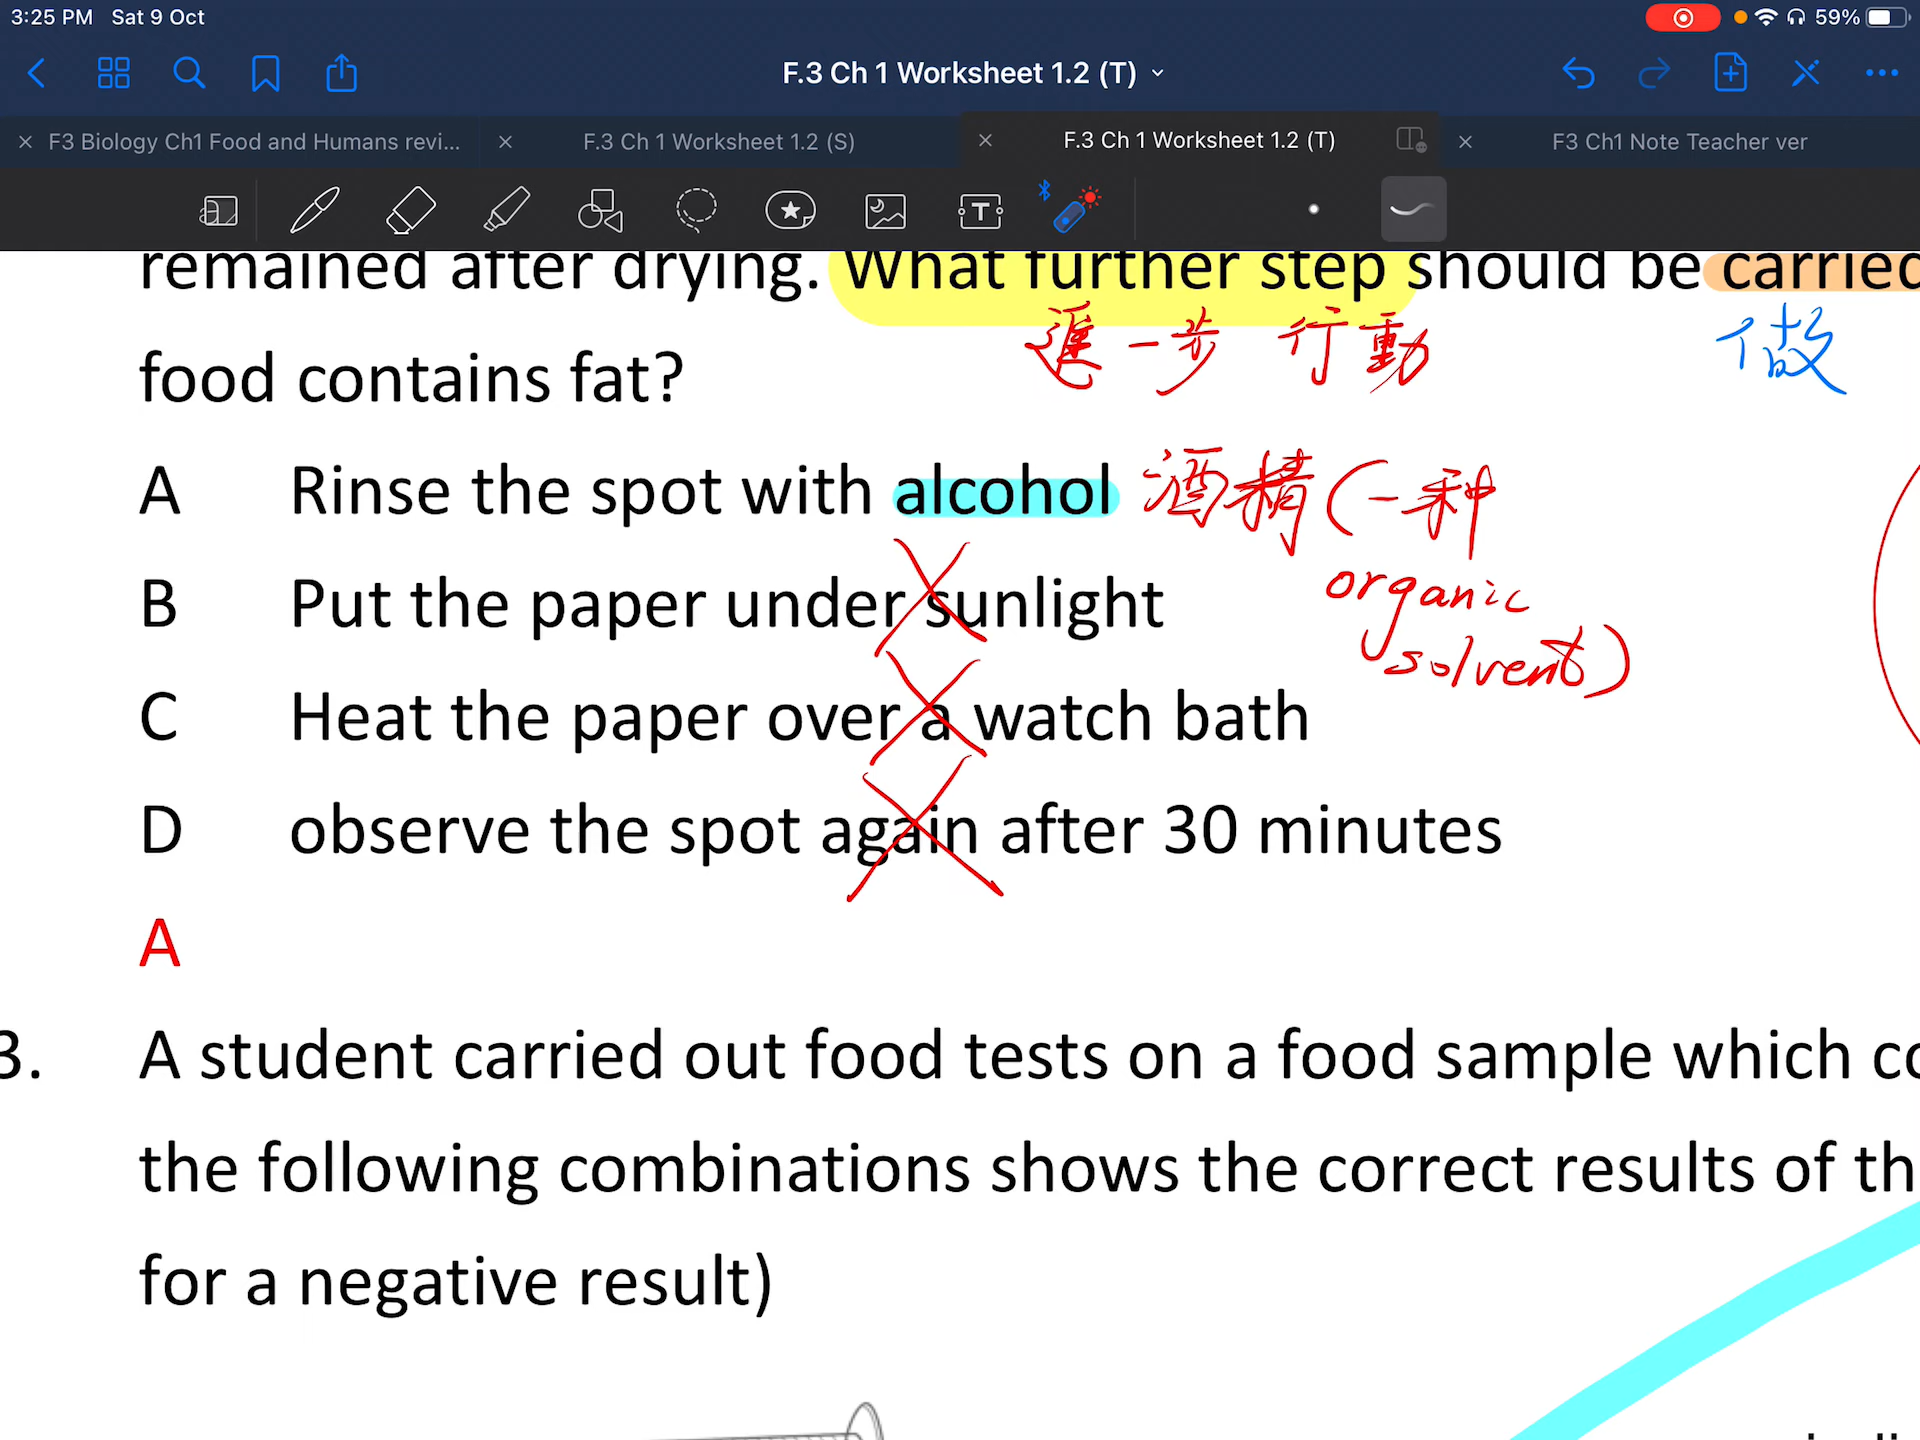 3:25 PM Sat 9 Oct 59%
F.3 Ch 1 Worksheet 1.2 (T)
F3 Biology Ch1 Food and Humans revi...
F.3 Ch 1 Worksheet 1.2 (S)
F.3 Ch 1 Worksheet 1.2 (T)
F3 Ch1 Note Teacher ver
remained after drying. What further step should be carried
進一步 行動 做
food contains fat?
A Rinse the spot with alcohol 酒精(一种
organic
solvent)
B Put the paper under sunlight
C Heat the paper over a watch bath
D observe the spot again after 30 minutes
A
3. A student carried out food tests on a food sample which co
the following combinations shows the correct results of th
for a negative result)